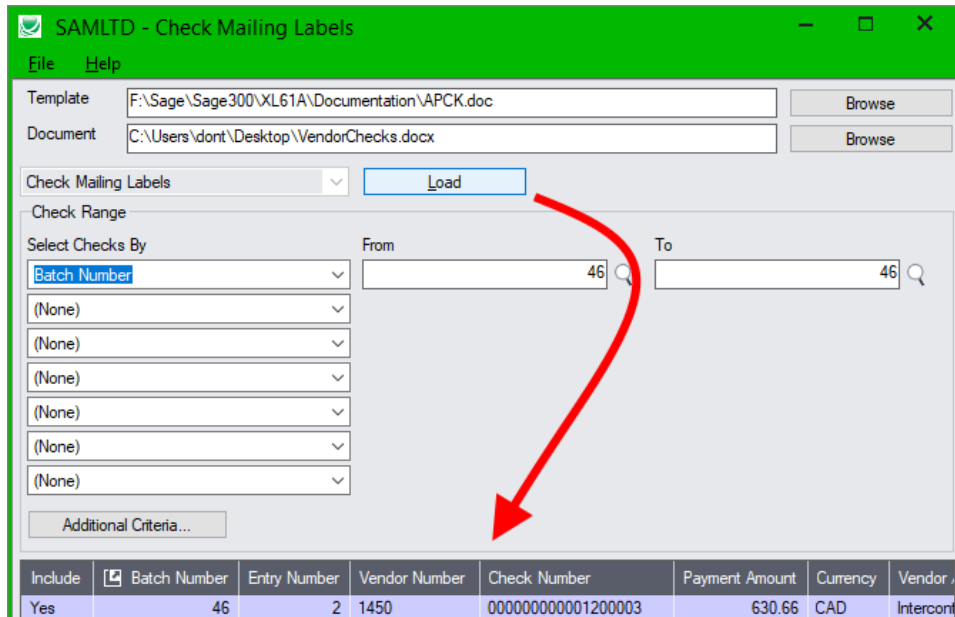 SAMLTD - Check Mailing Labels
File Help
Template F:\Sage\Sage300\XL61A\Documentation\APCK.doc Browse
Document C:\Users\dont\Desktop\VendorChecks.docx Browse
Check Mailing Labels Load
Check Range
Select Checks By From To
Batch Number 46 46
(None)
(None)
(None)
(None)
(None)
(None)
Additional Criteria...
Include Batch Number Entry Number Vendor Number Check Number Payment Amount Currency Vendor
Yes 46 2 1450 000000000001200003 630.66 CAD